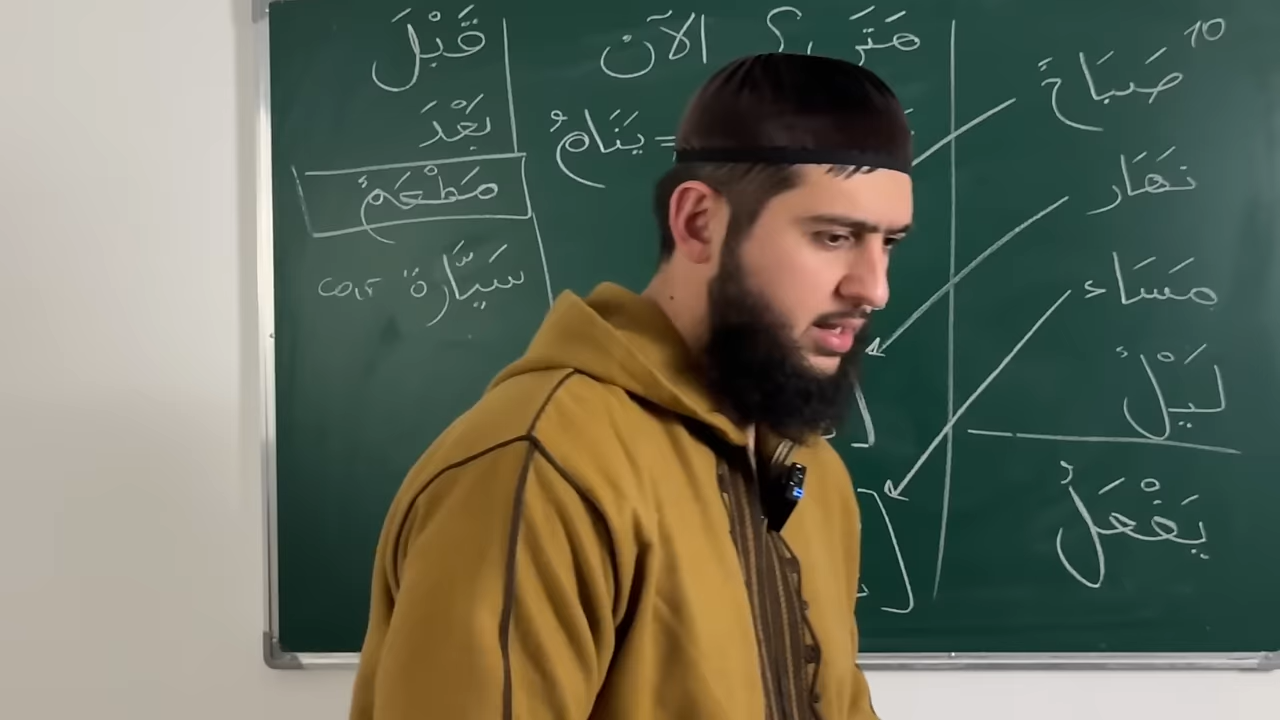 10
صَبَاحً
نَهَار
مَسَاء
لَيْلً
يَفْعَلُ
مَتَى؟ الآن
= يَنَامُ
قَبْلَ
بَعْدَ
مَطْعَمً
سَيَّارَة car